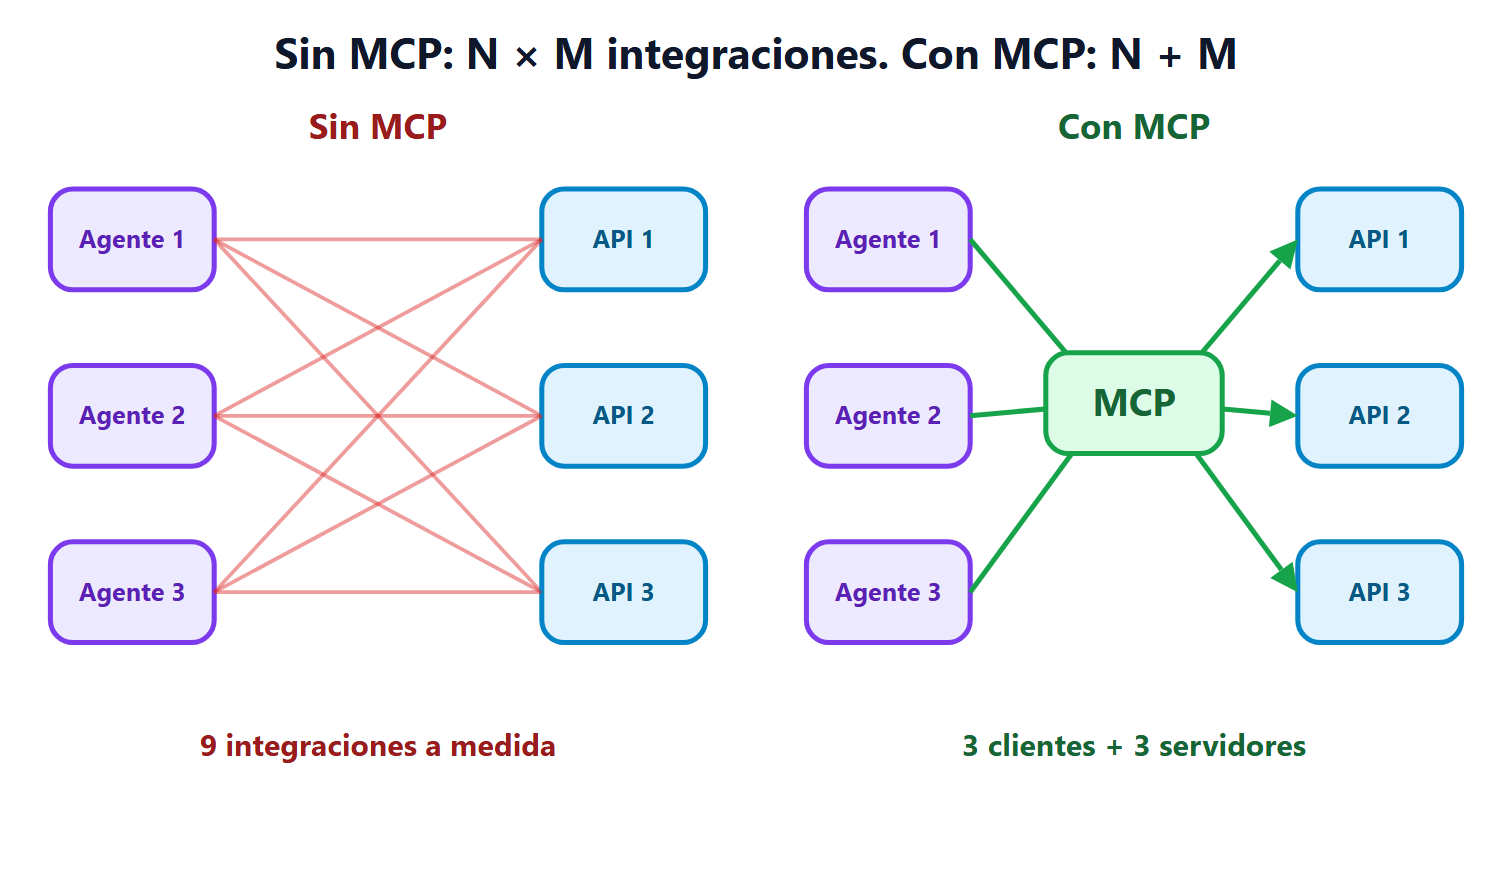 Sin MCP: N × M integraciones. Con MCP: N + M
Sin MCP
Con MCP
Agente 1
API 1
Agente 1
API 1
Agente 2
API 2
Agente 2
MCP
API 2
Agente 3
API 3
Agente 3
API 3
9 integraciones a medida
3 clientes + 3 servidores